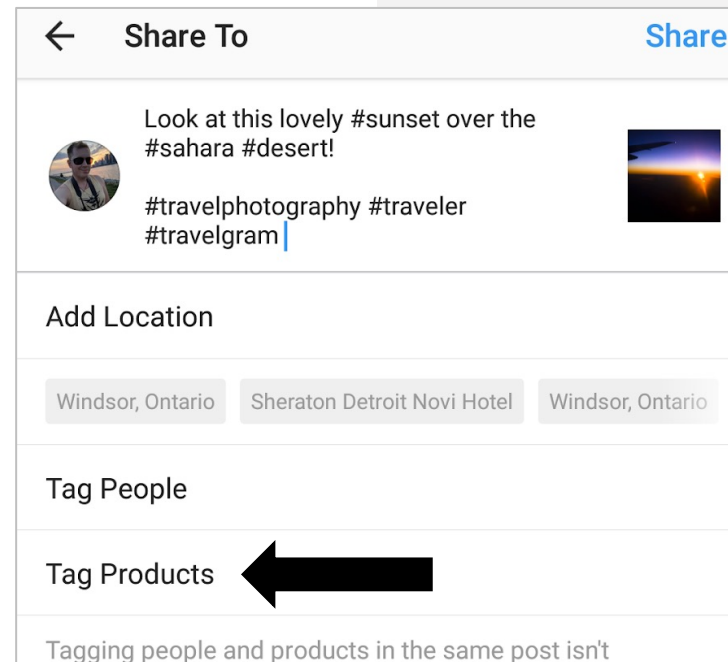 Share To
Share
Look at this lovely #sunset over the
#sahara #desert!
#travelphotography #traveler
#travelgram
Add Location
Windsor, Ontario
Sheraton Detroit Novi Hotel
Windsor, Ontario
Tag People
Tag Products
Tagging people and products in the same post isn't